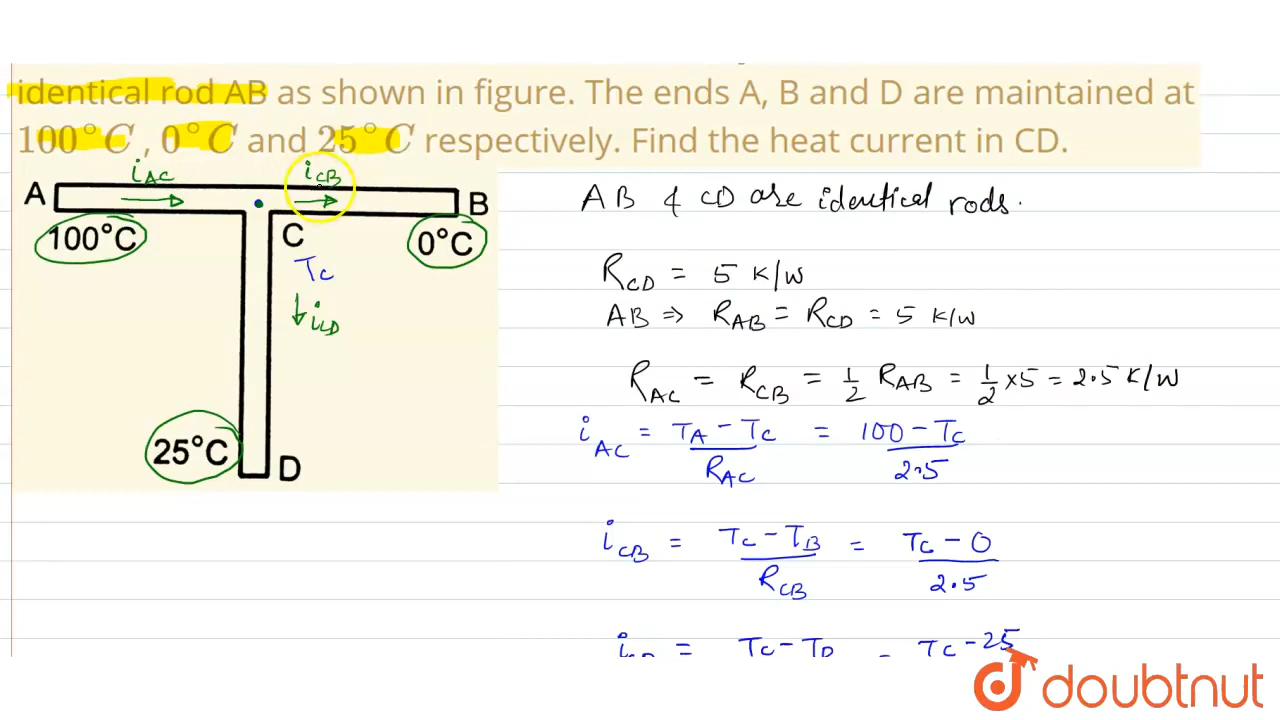 identical rod AB as shown in figure. The ends A, B and D are maintained at
100°C , 0°C and 25°C respectively. Find the heat current in CD.
i_AC
i_CB
A
B
100°C
C
0°C
T_C
i_CD
25°C
D
AB & CD are identical rods.
R_CD = 5 K/W
AB ⇒ R_AB = R_CD = 5 K/W
R_AC = R_CB = 1/2 R_AB = 1/2 × 5 = 2.5 K/W
i_AC = (T_A - T_C)/R_AC = (100 - T_C)/2.5
i_CB = (T_C - T_B)/R_CB = (T_C - 0)/2.5
= T_C - T_D = T_C - 25
doubtnut